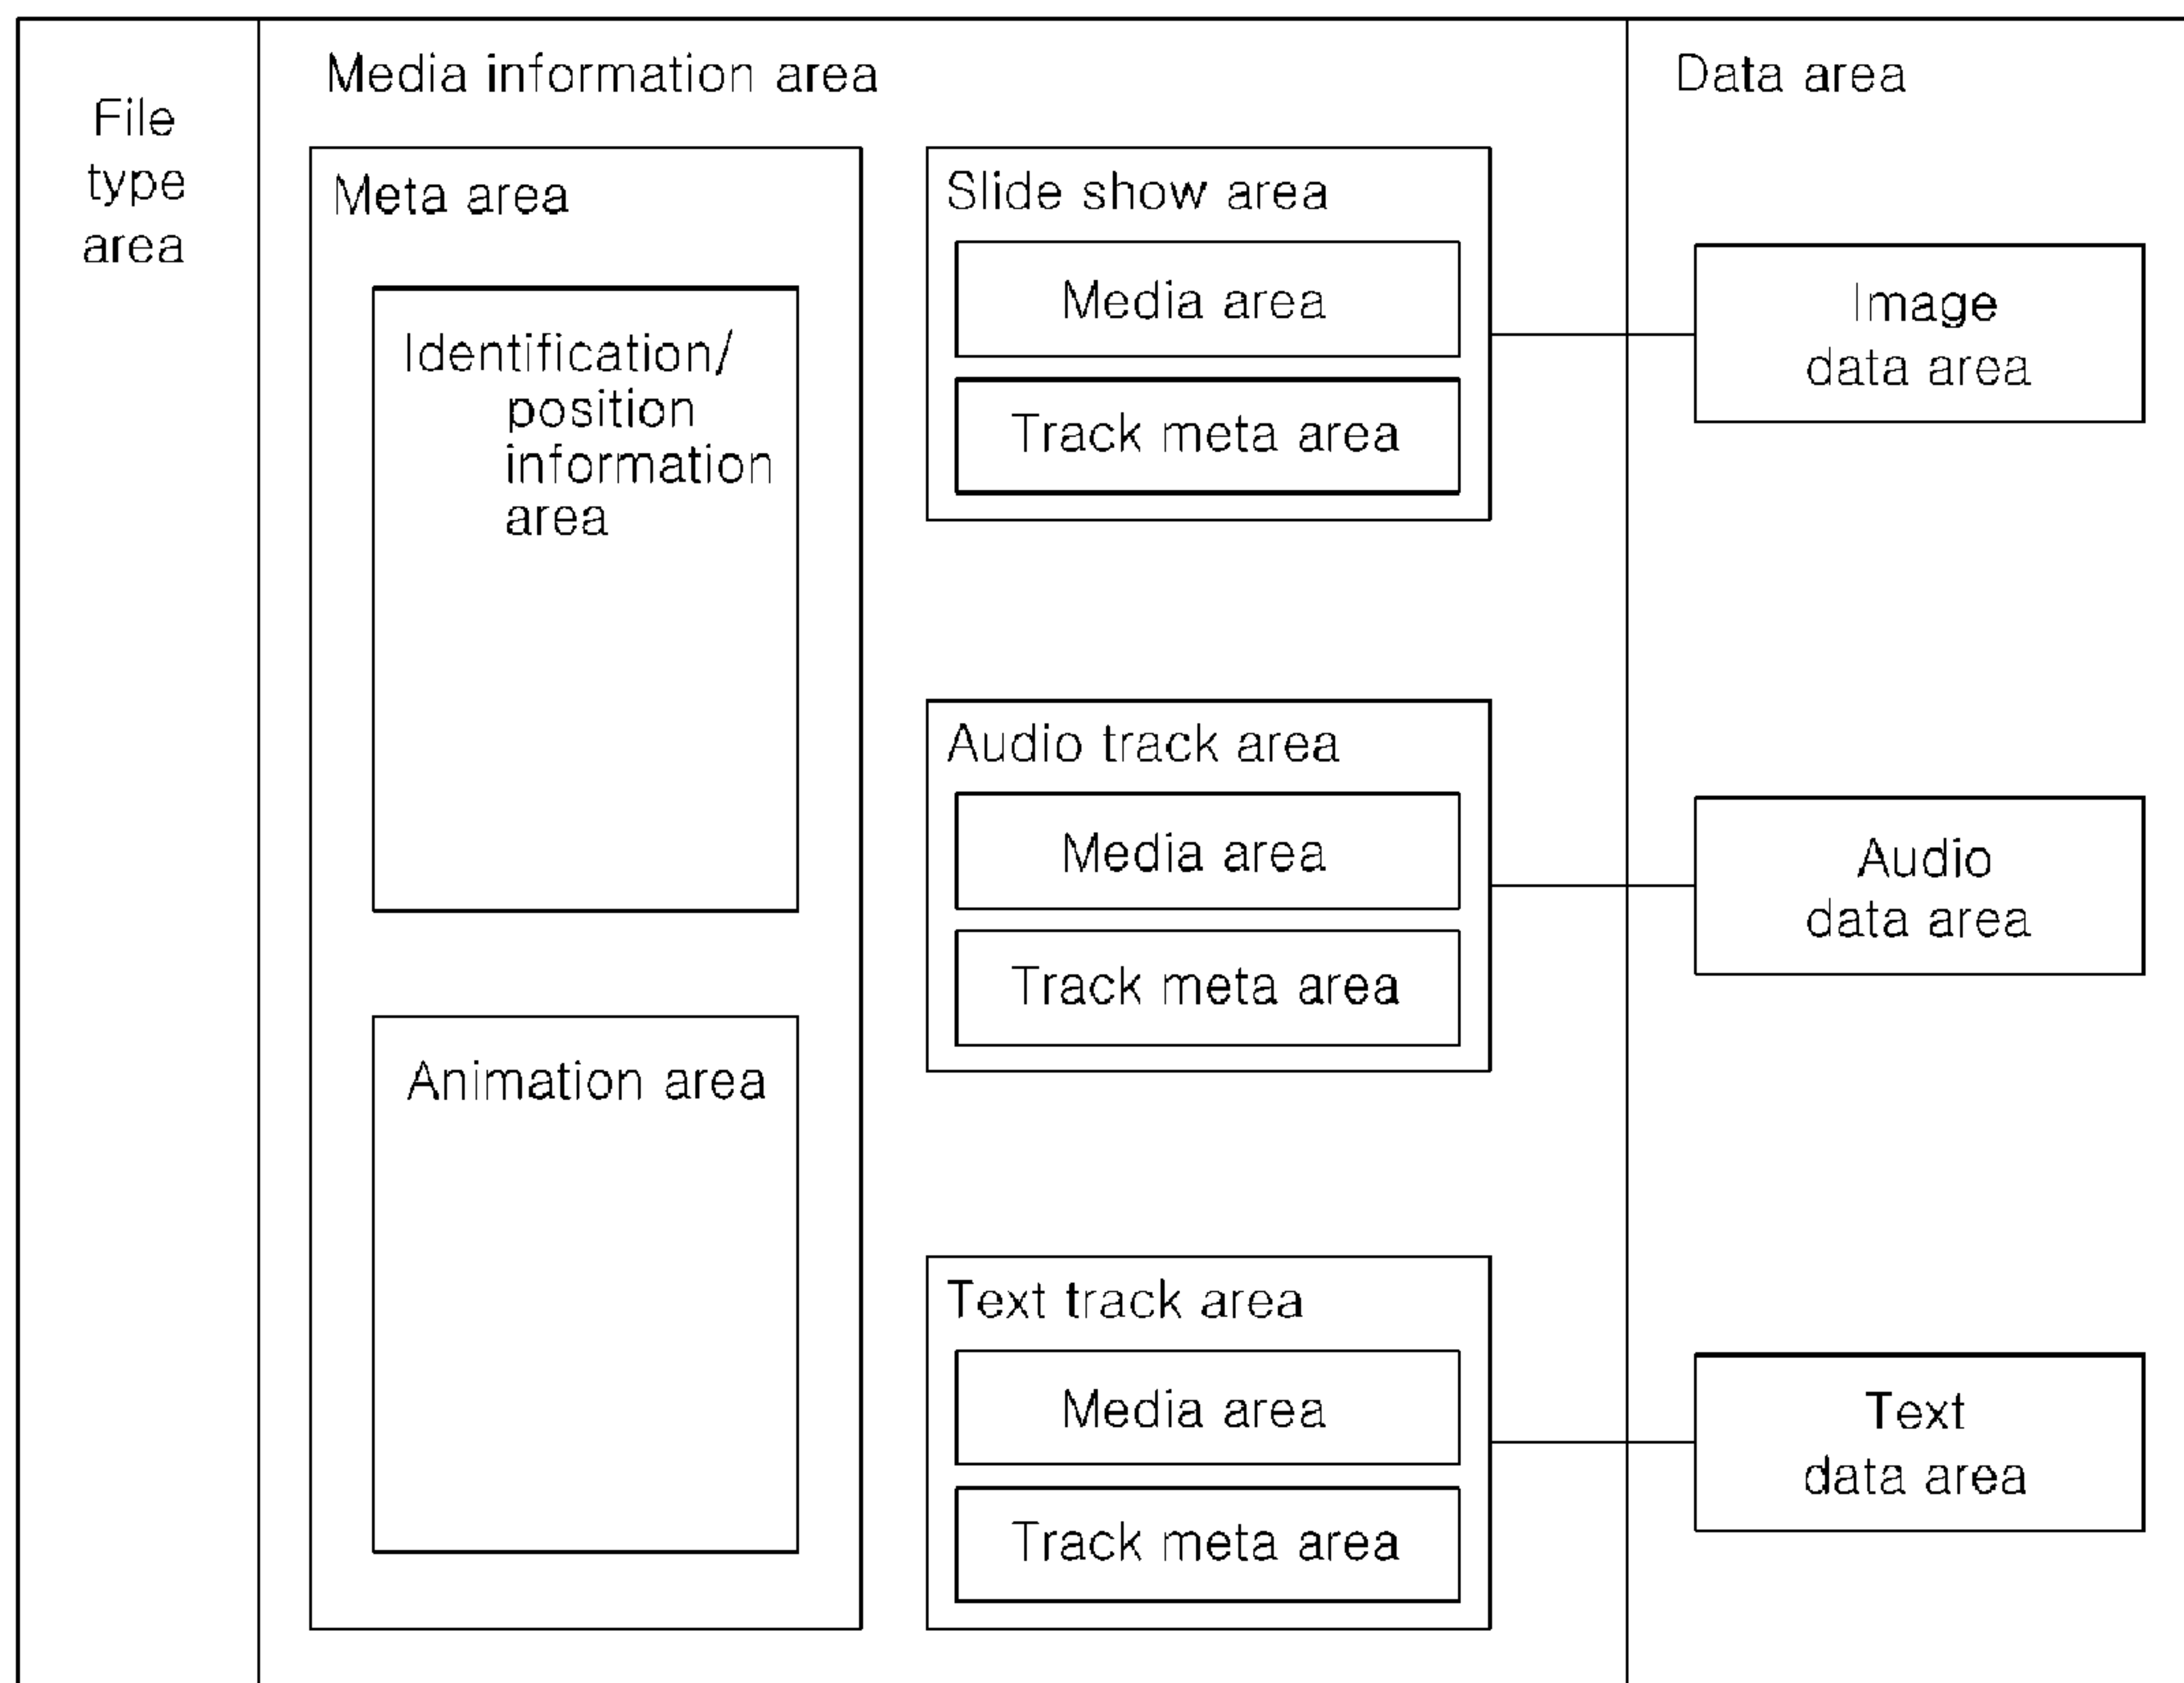 File
type
area
Media information area
Meta area
Identification/
position
information
area
Animation area
Slide show area
Media area
Track meta area
Audio track area
Media area
Track meta area
Text track area
Media area
Track meta area
Data area
Image
data area
Audio
data area
Text
data area